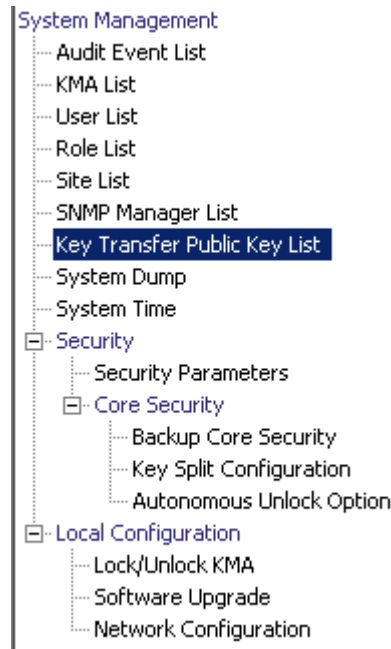 System Management
Audit Event List
KMA List
User List
Role List
Site List
SNMP Manager List
Key Transfer Public Key List
System Dump
System Time
Security
Security Parameters
Core Security
Backup Core Security
Key Split Configuration
Autonomous Unlock Option
Local Configuration
Lock/Unlock KMA
Software Upgrade
Network Configuration